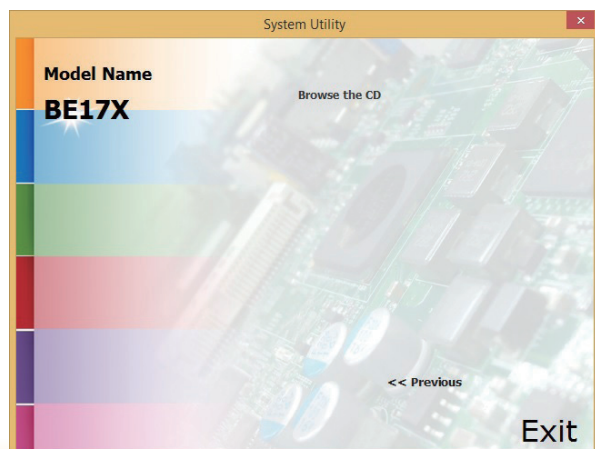 System Utility
Model Name
BE17X
Browse the CD
<< Previous
Exit